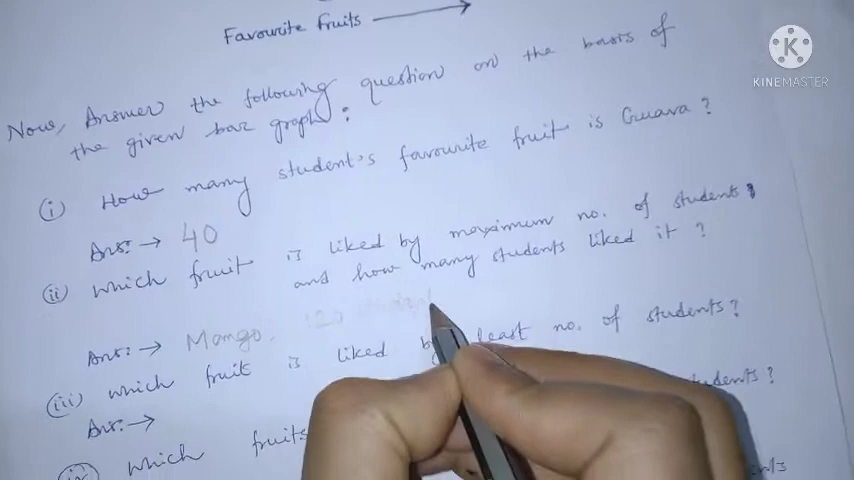 Favourite Fruits
KINEMASTER
Now, Answer the following question on the basis of
the given bar graph:
(i) How many student's favourite fruit is Guava?
Ans:→ 40
(ii) which fruit is liked by maximum no. of students
and how many students liked it?
Ans:→ Mango,
(iii) which fruit is liked by least no. of students?
Ans:→
(iv) which fruits students?